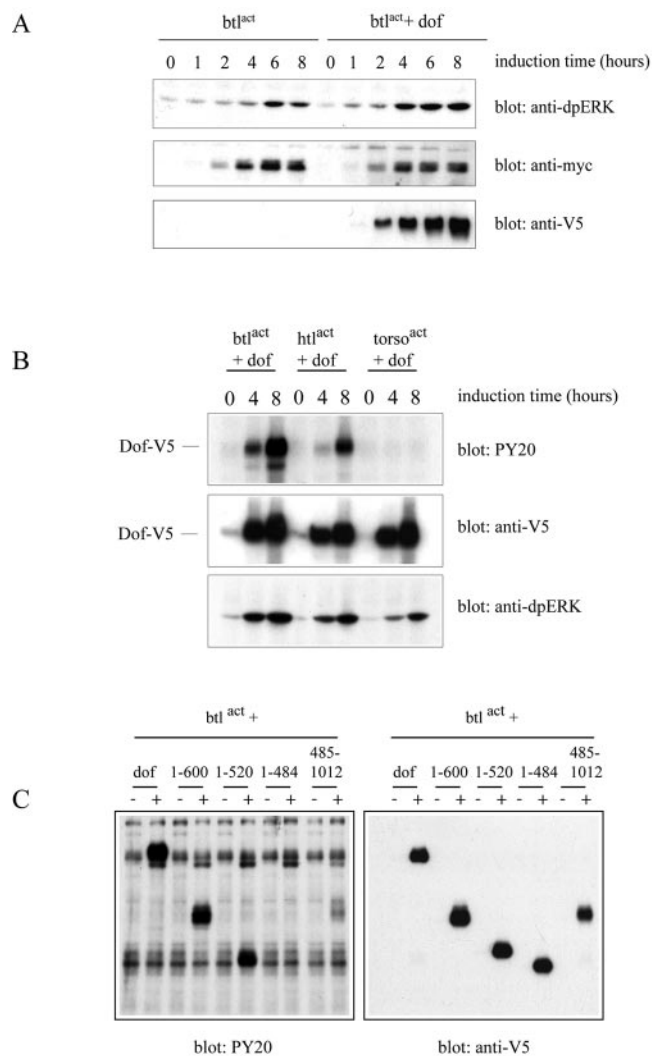 A
btl^act btl^act + dof
0 1 2 4 6 8 0 1 2 4 6 8 induction time (hours)
blot: anti-dpERK
blot: anti-myc
blot: anti-V5
B
btl^act htl^act torso^act
+ dof + dof + dof
0 4 8 0 4 8 0 4 8 induction time (hours)
Dof-V5 — blot: PY20
Dof-V5 — blot: anti-V5
blot: anti-dpERK
C
btl ^act + btl ^act +
485- 485-
dof 1-600 1-520 1-484 1012 dof 1-600 1-520 1-484 1012
- + - + - + - + - + - + - + - + - + - +
blot: PY20 blot: anti-V5